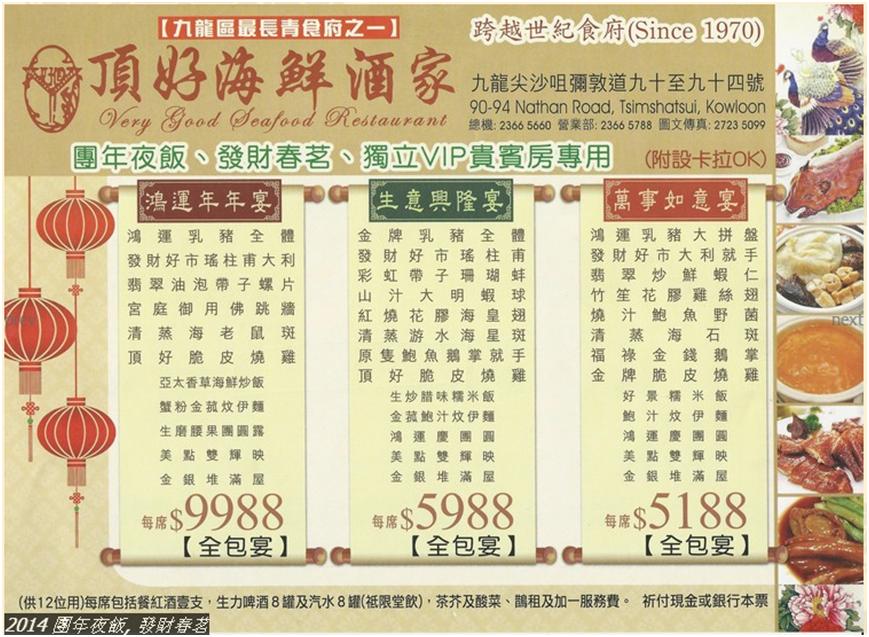 【九龍區最長青食府之一】
跨越世紀食府(Since 1970)
頂好海鮮酒家
Very Good Seafood Restaurant
九龍尖沙咀彌敦道九十至九十四號
90-94 Nathan Road, Tsimshatsui, Kowloon
總機: 2366 5660 營業部: 2366 5788 圖文傳真: 2723 5099
團年夜飯、發財春茗、獨立VIP貴賓房專用 (附設卡拉OK)
鴻運年年宴
鴻運乳豬全體
發財好市瑤柱甫大利
翡翠油泡帶子螺片
宮庭御用佛跳牆
清蒸海老鼠斑
頂好脆皮燒雞
亞太香草海鮮炒飯
蟹粉金菰炆伊麵
生磨腰果團圓露
美點雙輝映
金銀堆滿屋
每席$9988
【全包宴】
生意興隆宴
金牌乳豬全體
發財好市瑤柱甫
彩虹帶子珊瑚蚌
山汁大明蝦球
紅燒花膠海皇翅
清蒸游水海星斑
原隻鮑魚鵝掌就手
頂好脆皮燒雞
生炒腊味糯米飯
金菰鮑汁炆伊麵
鴻運慶團圓
美點雙輝映
金銀堆滿屋
每席$5988
【全包宴】
萬事如意宴
鴻運乳豬大拼盤
發財好市大利就手
翡翠炒鮮蝦仁
竹笙花膠雞絲翅
燒汁鮑魚野菌
清蒸海石斑
福祿金錢鵝掌
金牌脆皮燒雞
好景糯米飯
鮑汁炆伊麵
鴻運慶團圓
美點雙輝映
金銀堆滿屋
每席$5188
【全包宴】
next
(供12位用)每席包括餐紅酒壹支，生力啤酒8罐及汽水8罐(祗限堂飲)，茶芥及酸菜、鵲租及加一服務費。 祈付現金或銀行本票
2014 團年夜飯, 發財春茗